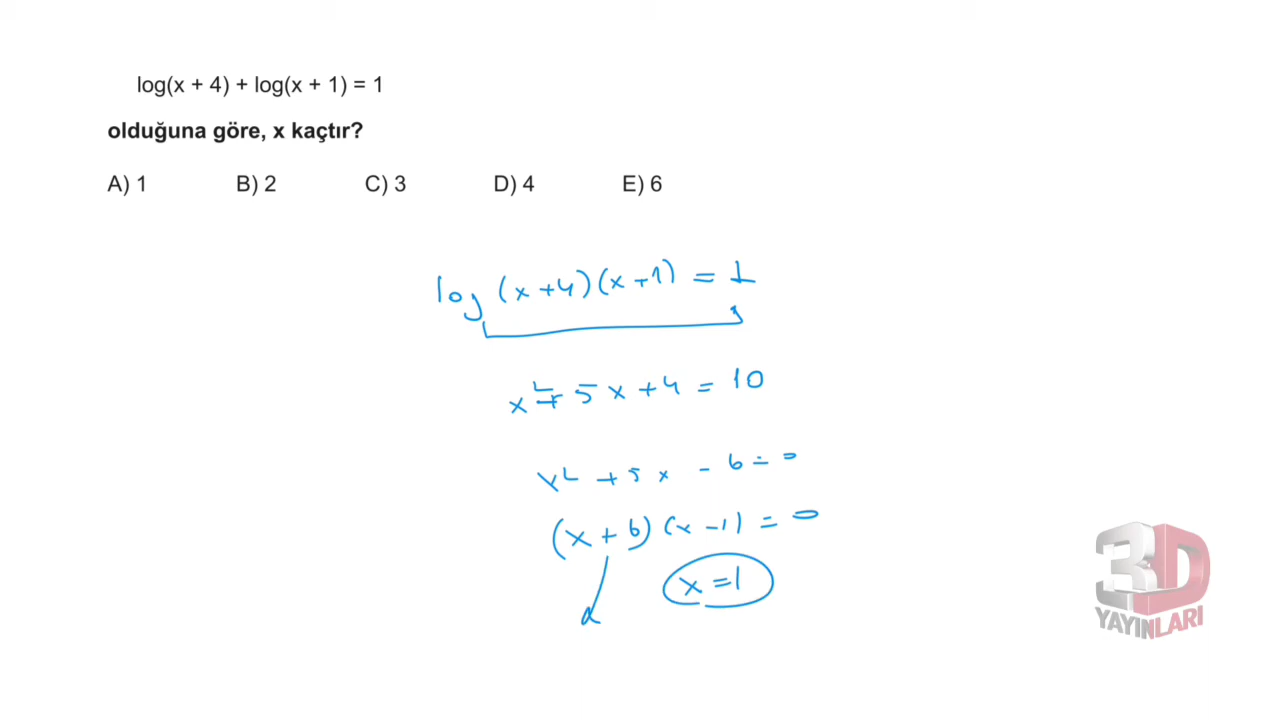 log(x + 4) + log(x + 1) = 1
olduğuna göre, x kaçtır?
A) 1 B) 2 C) 3 D) 4 E) 6
log (x+4)(x+1) = 1
x² + 5x + 4 = 10
x² + 5x - 6 = 0
(x + 6) (x - 1) = 0
x = 1
3D
YAYINLARI